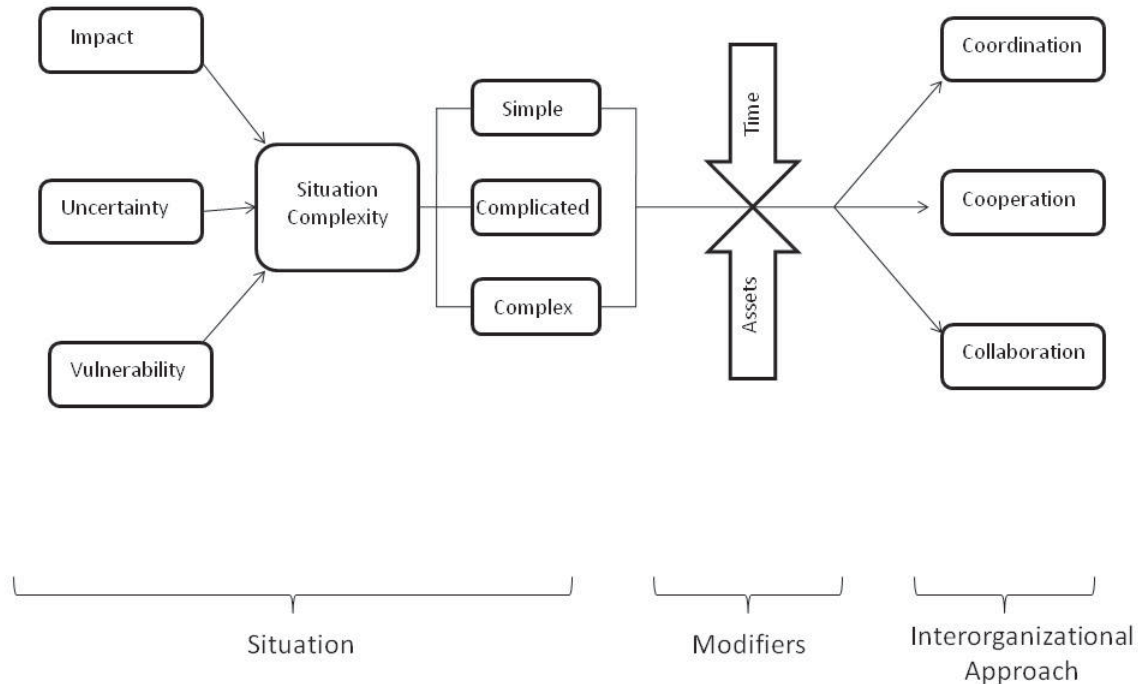 Impact
Uncertainty
Vulnerability
Situation
Complexity
Simple
Complicated
Complex
Time
Assets
Coordination
Cooperation
Collaboration
Situation
Modifiers
Interorganizational
Approach